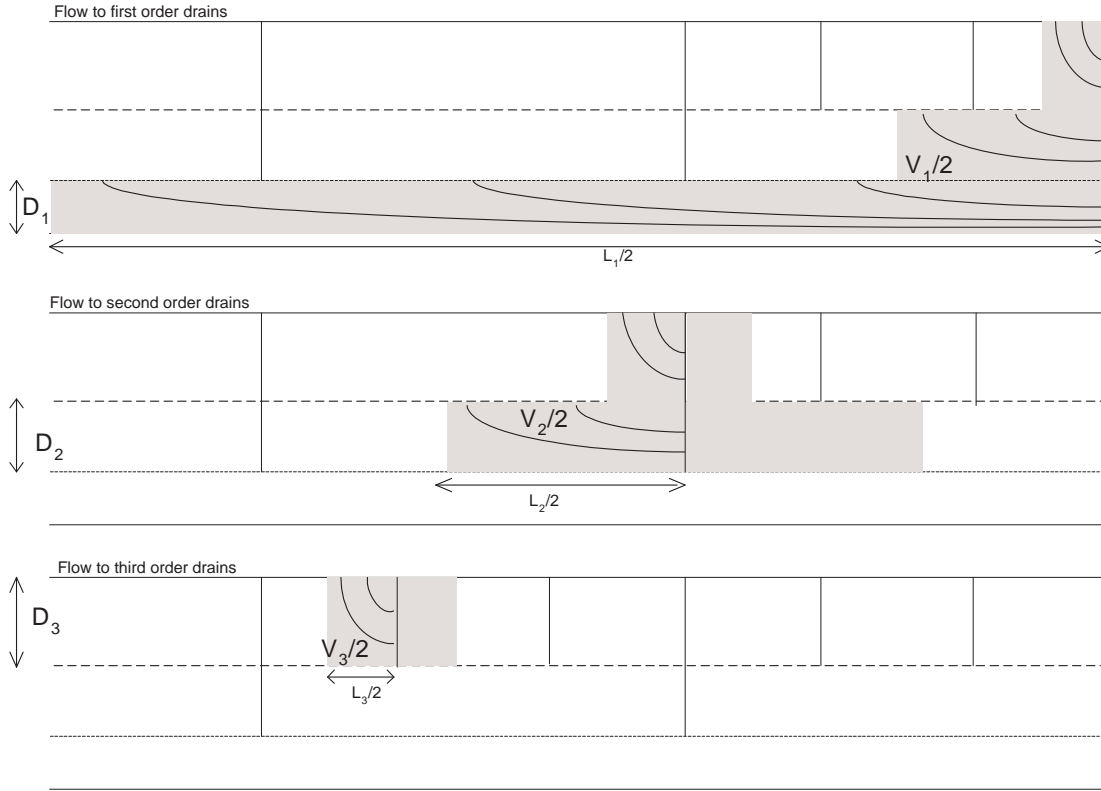 Flow to first order drains
V₁/2
D₁
L₁/2
Flow to second order drains
V₂/2
D₂
L₂/2
Flow to third order drains
D₃
V₃/2
L₃/2